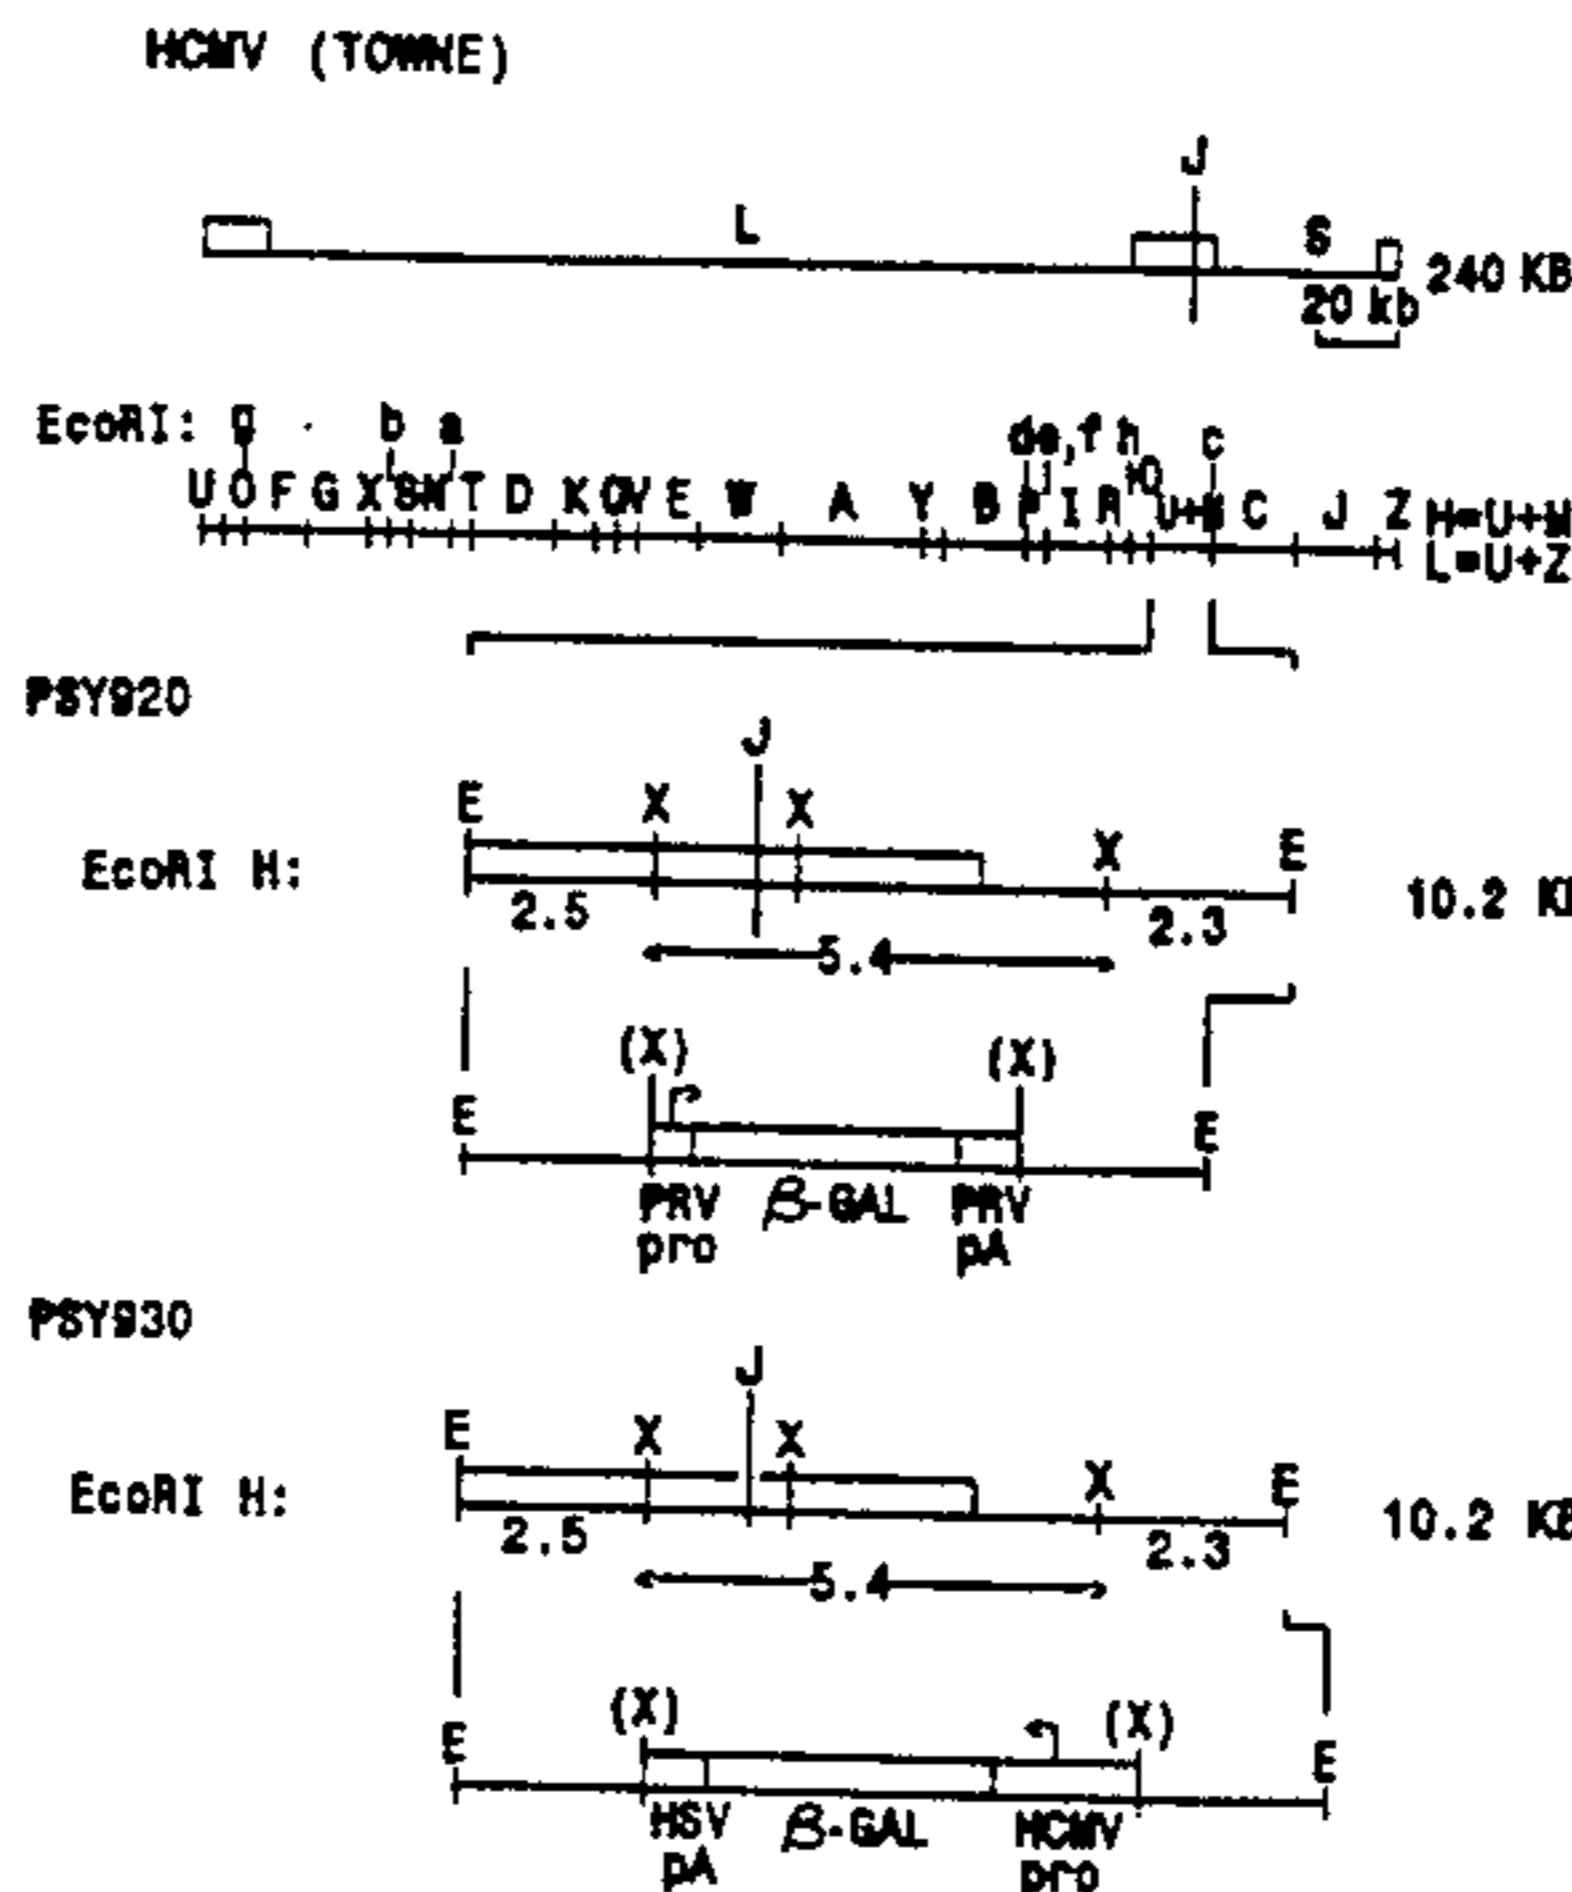 HCMV (TOWNE)
J
L
S
240 KB
20 kb
EcoRI: g b a d e,f h c
U O F G X S N T D K Q V E W A Y B P I R Q U+M C J Z H=U+M
L=U+Z
PSY920
J
E X X X E
EcoRI H: 10.2 K
2.5 2.3
5.4
(X) (X)
E E
PRV β-GAL PRV
pro pA
PSY930
J
E X X X E
EcoRI H: 10.2 KB
2.5 2.3
5.4
(X) (X)
E E
HSV β-GAL HCMV
pA pro